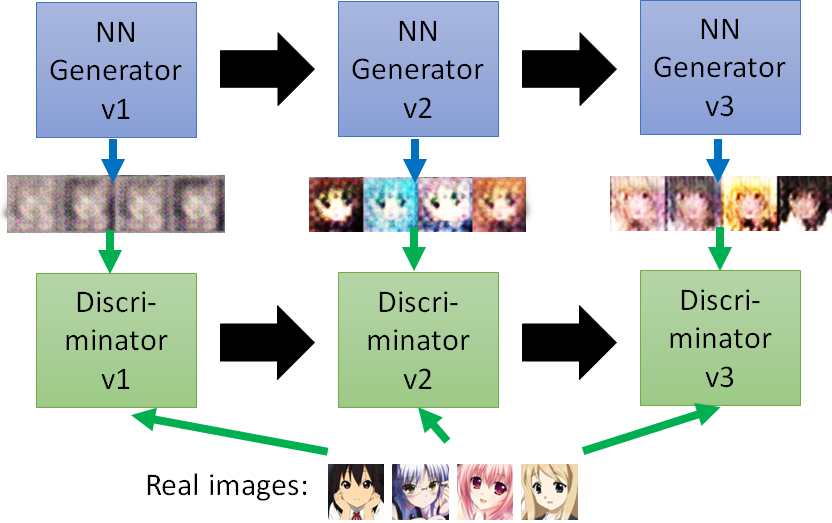 NN
Generator
v1
NN
Generator
v2
NN
Generator
v3
Discri-
minator
v1
Discri-
minator
v2
Discri-
minator
v3
Real images: